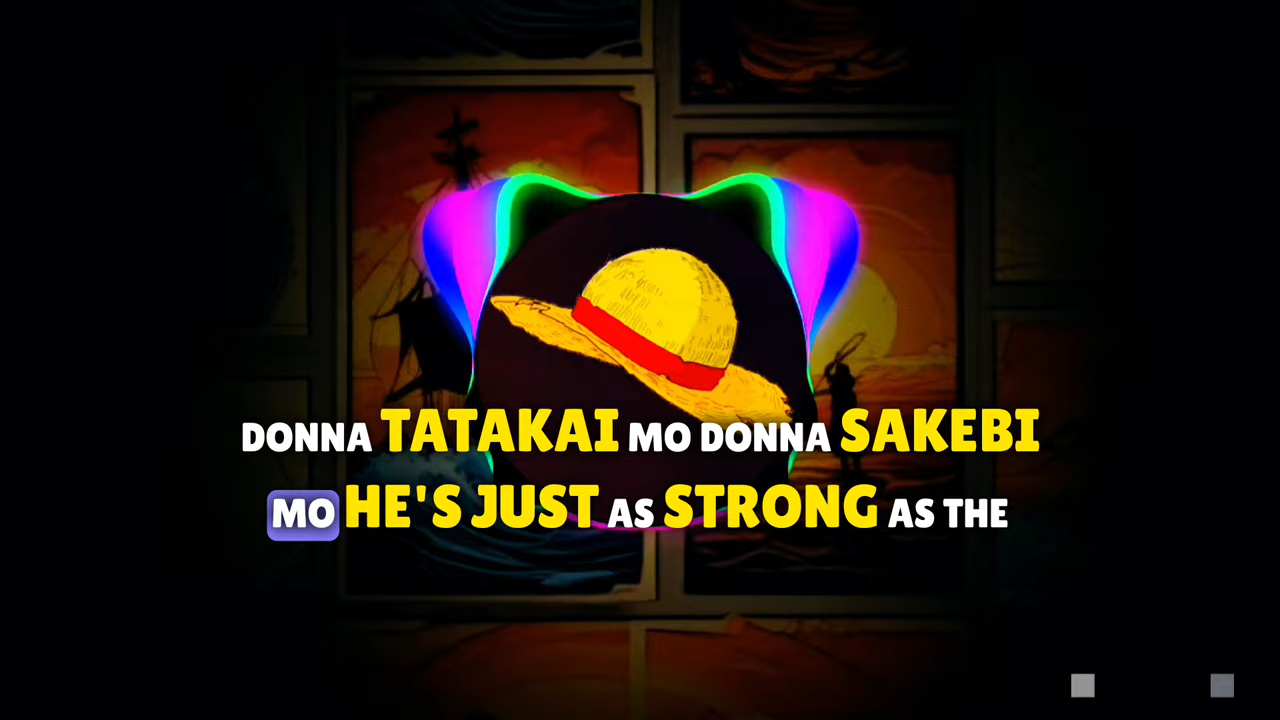 DONNA TATAKAI MO DONNA SAKEBI
MO HE'S JUST AS STRONG AS THE